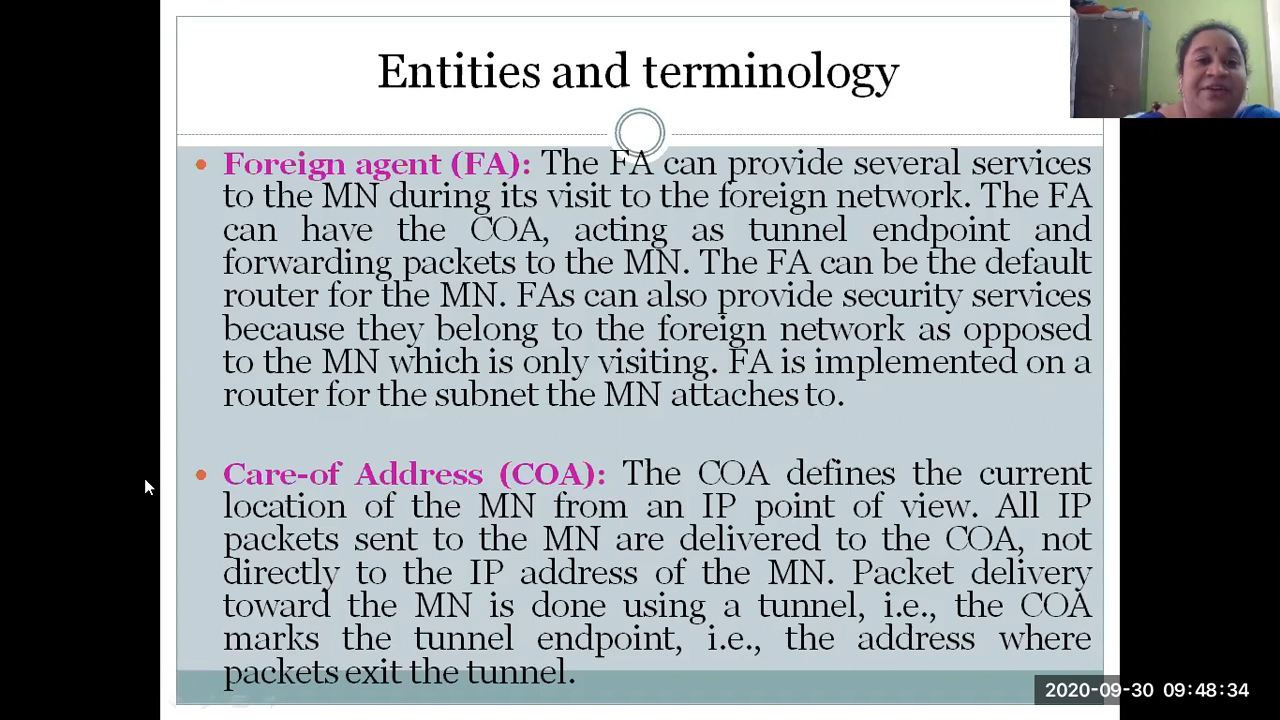 Entities and terminology
• Foreign agent (FA): The FA can provide several services
to the MN during its visit to the foreign network. The FA
can have the COA, acting as tunnel endpoint and
forwarding packets to the MN. The FA can be the default
router for the MN. FAs can also provide security services
because they belong to the foreign network as opposed
to the MN which is only visiting. FA is implemented on a
router for the subnet the MN attaches to.
• Care-of Address (COA): The COA defines the current
location of the MN from an IP point of view. All IP
packets sent to the MN are delivered to the COA, not
directly to the IP address of the MN. Packet delivery
toward the MN is done using a tunnel, i.e., the COA
marks the tunnel endpoint, i.e., the address where
packets exit the tunnel.
2020-09-30 09:48:34